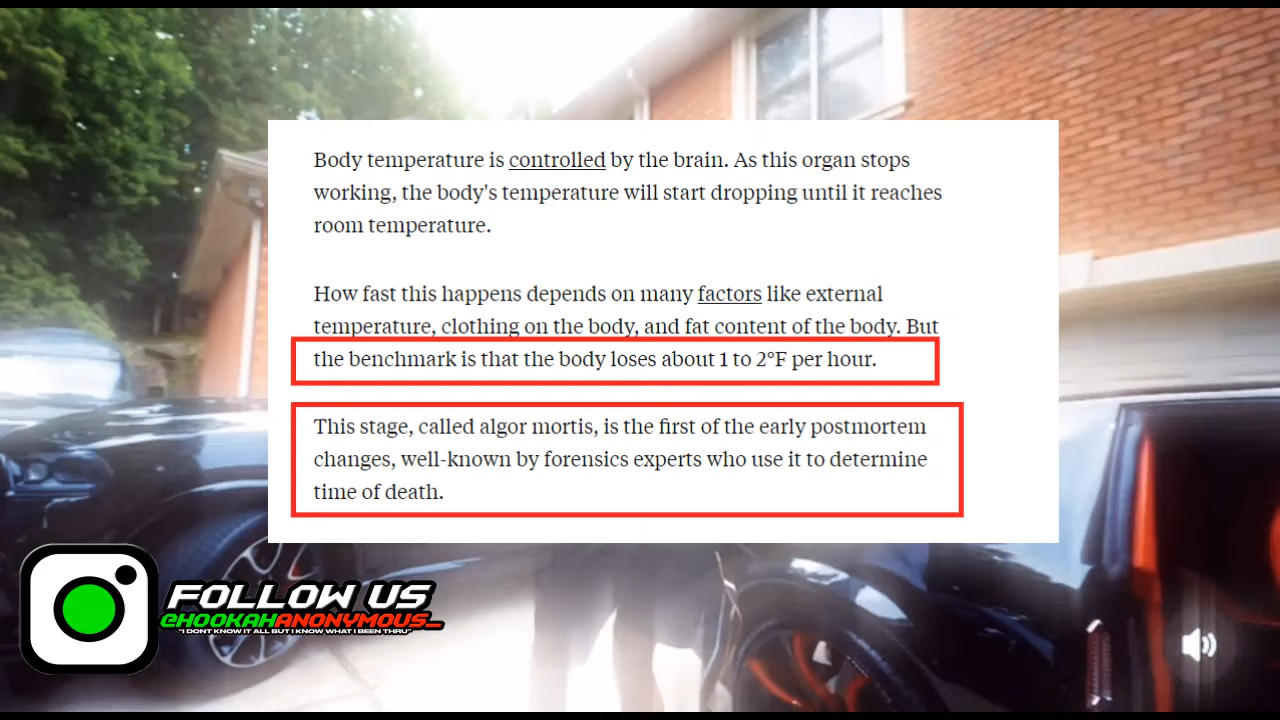 Body temperature is controlled by the brain. As this organ stops
working, the body's temperature will start dropping until it reaches
room temperature.
How fast this happens depends on many factors like external
temperature, clothing on the body, and fat content of the body. But
the benchmark is that the body loses about 1 to 2°F per hour.
This stage, called algor mortis, is the first of the early postmortem
changes, well-known by forensics experts who use it to determine
time of death.
FOLLOW US
@HOOKAHANONYMOUS_
"I DONT KNOW IT ALL BUT I KNOW WHAT I BEEN THRU"